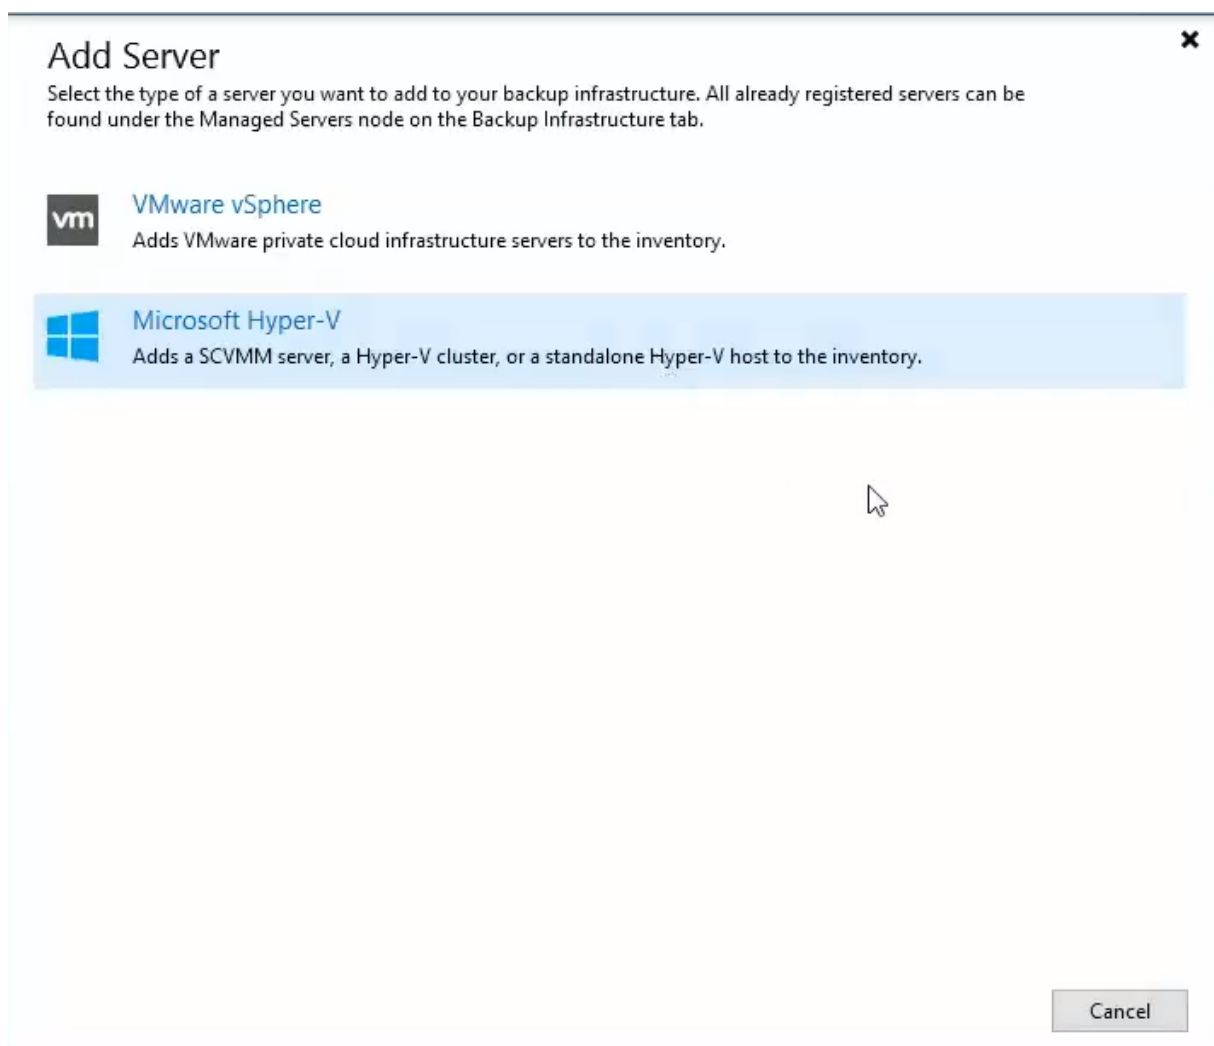 Add Server
Select the type of a server you want to add to your backup infrastructure. All already registered servers can be
found under the Managed Servers node on the Backup Infrastructure tab.
vm
VMware vSphere
Adds VMware private cloud infrastructure servers to the inventory.
Microsoft Hyper-V
Adds a SCVMM server, a Hyper-V cluster, or a standalone Hyper-V host to the inventory.
Cancel